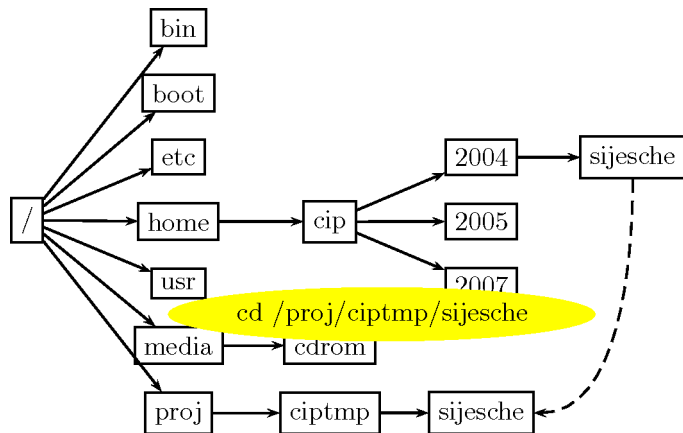 bin
boot
etc
2004 sijesche
/ home cip 2005
usr 2007
cd /proj/ciptmp/sijesche
media cdrom
proj ciptmp sijesche